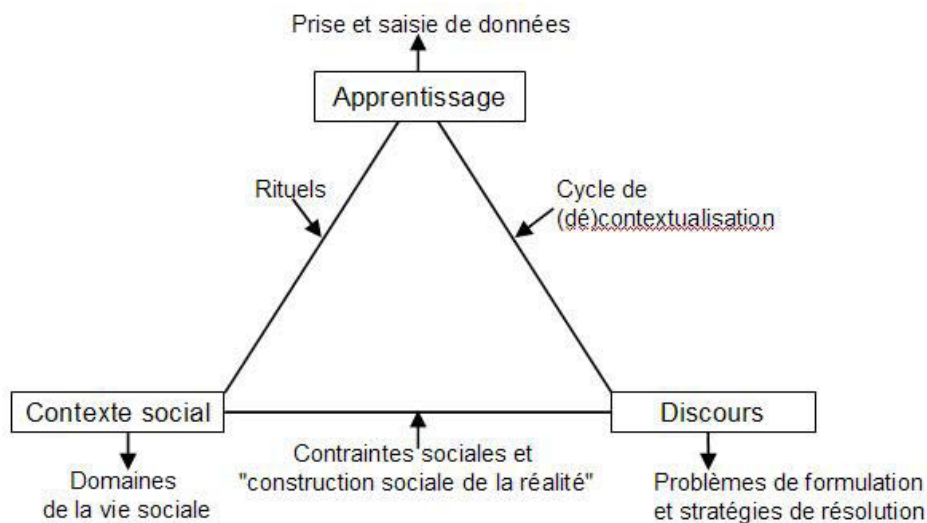 Prise et saisie de données
Apprentissage
Rituels
Cycle de
(dé)contextualisation
Contexte social
Discours
Contraintes sociales et
"construction sociale de la réalité"
Domaines
de la vie sociale
Problèmes de formulation
et stratégies de résolution